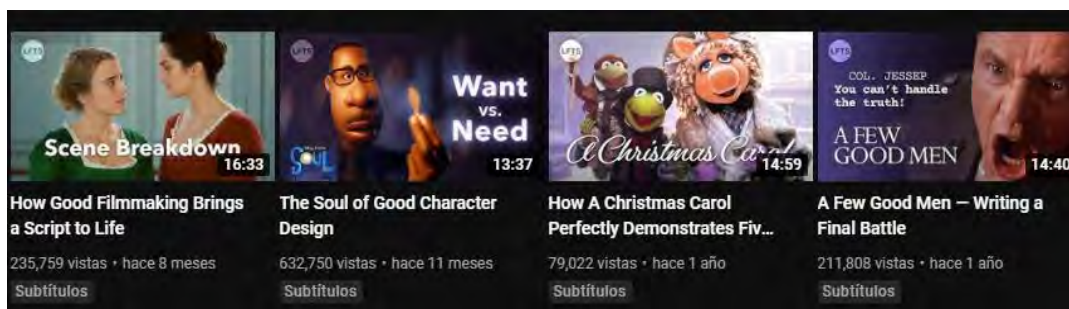 LFTS
Scene Breakdown
16:33
How Good Filmmaking Brings
a Script to Life
235,759 vistas • hace 8 meses
Subtítulos
LFTS
Want
vs.
Need
SOUL
13:37
The Soul of Good Character
Design
632,750 vistas • hace 11 meses
Subtítulos
LFTS
A Christmas Carol
14:59
How A Christmas Carol
Perfectly Demonstrates Fiv...
79,022 vistas • hace 1 año
Subtítulos
LFTS
COL. JESSEP
You can't handle
the truth!
A FEW
GOOD MEN
14:40
A Few Good Men — Writing a
Final Battle
211,808 vistas • hace 1 año
Subtítulos